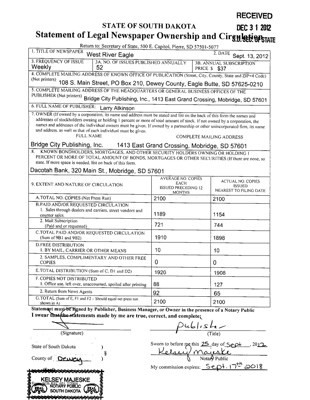 RECEIVED
DEC 31 2012
STATE OF SOUTH DAKOTA
Statement of Legal Newspaper Ownership and Circulation
Return to: Secretary of State, 500 E. Capitol, Pierre, SD 57501-5077
1. TITLE OF NEWSPAPER
West River Eagle
2. DATE
Sept. 13, 2012
3. FREQUENCY OF ISSUE
Weekly
3A. NO. OF ISSUES PUBLISHED ANNUALLY
52
3B. ANNUAL SUBSCRIPTION PRICE $ $37
4. COMPLETE MAILING ADDRESS OF KNOWN OFFICE OF PUBLICATION (Street, City, County, State and ZIP+4 Code) (Not Printers)
108 S. Main Street, PO Box 210, Dewey County, Eagle Butte, SD 57625-0210
5. COMPLETE MAILING ADDRESS OF THE HEADQUARTERS OR GENERAL BUSINESS OFFICES OF THE PUBLISHER (Not printer)
Bridge City Publishing, Inc., 1413 East Grand Crossing, Mobridge, SD 57601
6. FULL NAME OF PUBLISHER:
Larry Atkinson
7. OWNER (If owned by a corporation, its name and address must be stated and also on the back of this form the names and
addresses of stockholders owning or holding 1 percent or more of total amount of stock. If not owned by a corporation, the
names and addresses of the individual owners must be given. If owned by a partnership or other unincorporated firm, its name
and address, as well as that of each individual must be given.
FULL NAME
COMPLETE MAILING ADDRESS
Bridge City Publishing, Inc. 1413 East Grand Crossing, Mobridge, SD 57601
8. KNOWN BONDHOLDERS, MORTGAGES, AND OTHER SECURITY HOLDERS OWNING OR HOLDING 1
PERCENT OR MORE OF TOTAL AMOUNT OF BONDS, MORTGAGES OR OTHER SECURITIES (If there are none, so
state. If more space is needed, list on back of this form.
Dacotah Bank, 320 Main St., Mobridge, SD 57601
9. EXTENT AND NATURE OF CIRCULATION
AVERAGE NO. COPIES EACH ISSUED PRECEDING 12 MONTHS
ACTUAL NO. COPIES ISSUED NEAREST TO FILING DATE
A. TOTAL NO. COPIES (Net Press Run) 2100 2100
B. PAID AND/OR REQUESTED CIRCULATION
1. Sales through dealers and carriers, street vendors and counter sales. 1189 1154
2. Mail Subscription (Paid and or requested) 721 744
C. TOTAL PAID AND/OR REQUESTED CIRCULATION (Sum of 9B1 and 9B2) 1910 1898
D. FREE DISTRIBUTION
1. BY MAIL, CARRIER OR OTHER MEANS 10 10
2. SAMPLES, COMPLIMENTARY AND OTHER FREE COPIES 0 0
E. TOTAL DISTRIBUTION (Sum of C, D1 and D2) 1920 1908
F. COPIES NOT DISTRIBUTED
1. Office use, left over, unaccounted, spoiled after printing 88 127
2. Return from News Agents 92 65
G. TOTAL (Sum of E, F1 and F2 - Should equal net press run shown in A) 2100 2100
Statement must be signed by Publisher, Business Manager, or Owner in the presence of a Notary Public
I swear that the statements made by me are true, correct, and complete:
Publisher
(Signature)
(Title)
State of South Dakota )
County of Dewey )
Sworn to before me this 25 day of Sept 2012
Kelsey Majeske
Notary Public
My commission expires Sept 17th 2018
KELSEY MAJESKE
NOTARY PUBLIC
SOUTH DAKOTA
SEAL